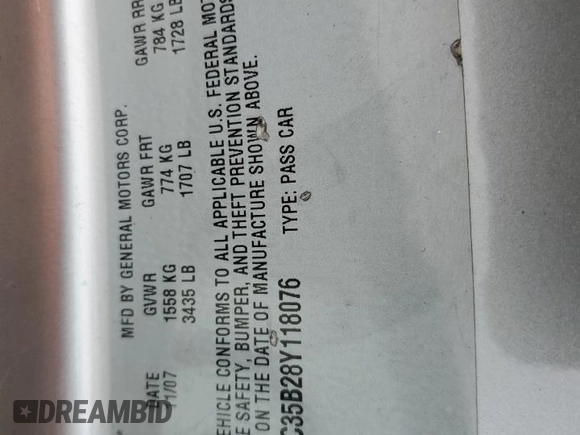 MFD BY GENERAL MOTORS CORP.
DATE GVWR GAWR FRT GAWR RR
1/07 1558 KG 774 KG 784 KG
3435 LB 1707 LB 1728 LB
EHICLE CONFORMS TO ALL APPLICABLE U.S. FEDERAL MOT
E SAFETY, BUMPER, AND THEFT PREVENTION STANDARDS
ON THE DATE OF MANUFACTURE SHOWN ABOVE.
C35B28Y118076 TYPE: PASS CAR
DREAMBID